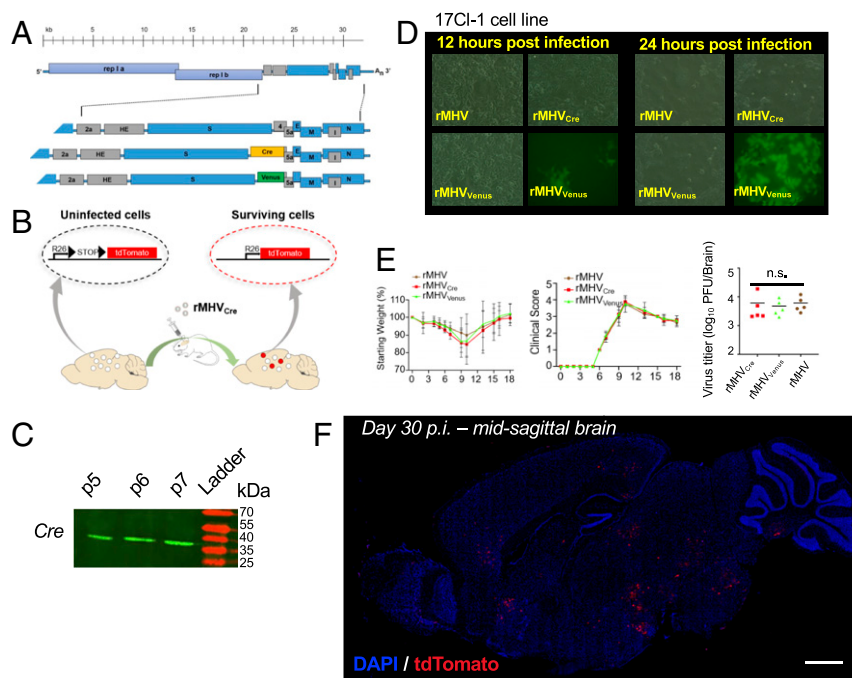 A
kb 5 10 15 20 25 30
5' rep I a rep I b i An 3'
2a HE S 4 5a E M I N
2a HE S Cre 5a E M I N
2a HE S Venus 5a E M I N
B
Uninfected cells Surviving cells
R26 STOP tdTomato
R26 tdTomato
rMHVCre
C
p5 p6 p7 Ladder
kDa
Cre
70
55
40
35
25
D
17Cl-1 cell line
12 hours post infection 24 hours post infection
rMHV rMHVCre rMHV rMHVCre
rMHVVenus rMHVVenus rMHVVenus rMHVVenus
E
rMHV
rMHVCre
rMHVVenus
Starting Weight (%)
110
100
90
80
70
0 3 6 9 12 15 18
rMHV
rMHVCre
rMHVVenus
Clinical Score
5
4
3
2
1
0
0 3 6 9 12 15 18
n.s.
Virus titier (log10 PFU/Brain)
5
4
3
2
rMHVCre
rMHVVenus
rMHV
F
Day 30 p.i. – mid-sagittal brain
DAPI / tdTomato